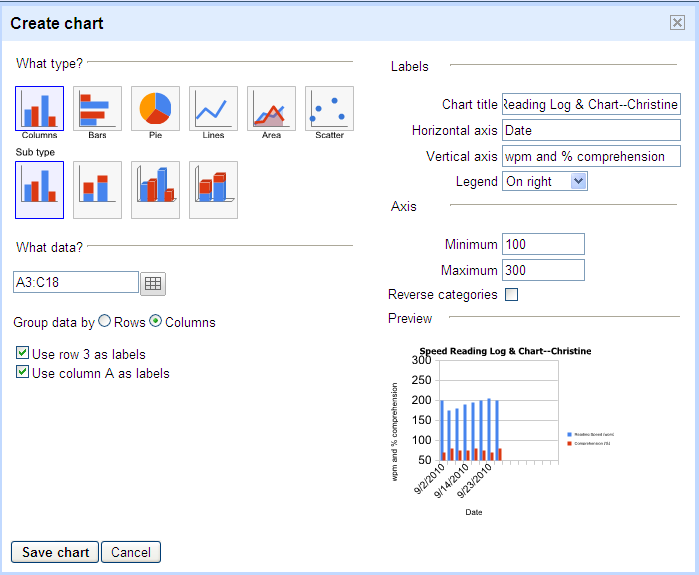 Create chart
What type?
Columns Bars Pie Lines Area Scatter
Sub type
What data?
A3:C18
Group data by Rows Columns
Use row 3 as labels
Use column A as labels
Labels
Chart title Reading Log & Chart--Christine
Horizontal axis Date
Vertical axis wpm and % comprehension
Legend On right
Axis
Minimum 100
Maximum 300
Reverse categories
Preview
Speed Reading Log & Chart--Christine
300
250
200
150
100
50
wpm and % comprehension
9/2/2010 9/14/2010 9/23/2010
Date
Reading Speed (wpm)
Comprehension (%)
Save chart Cancel